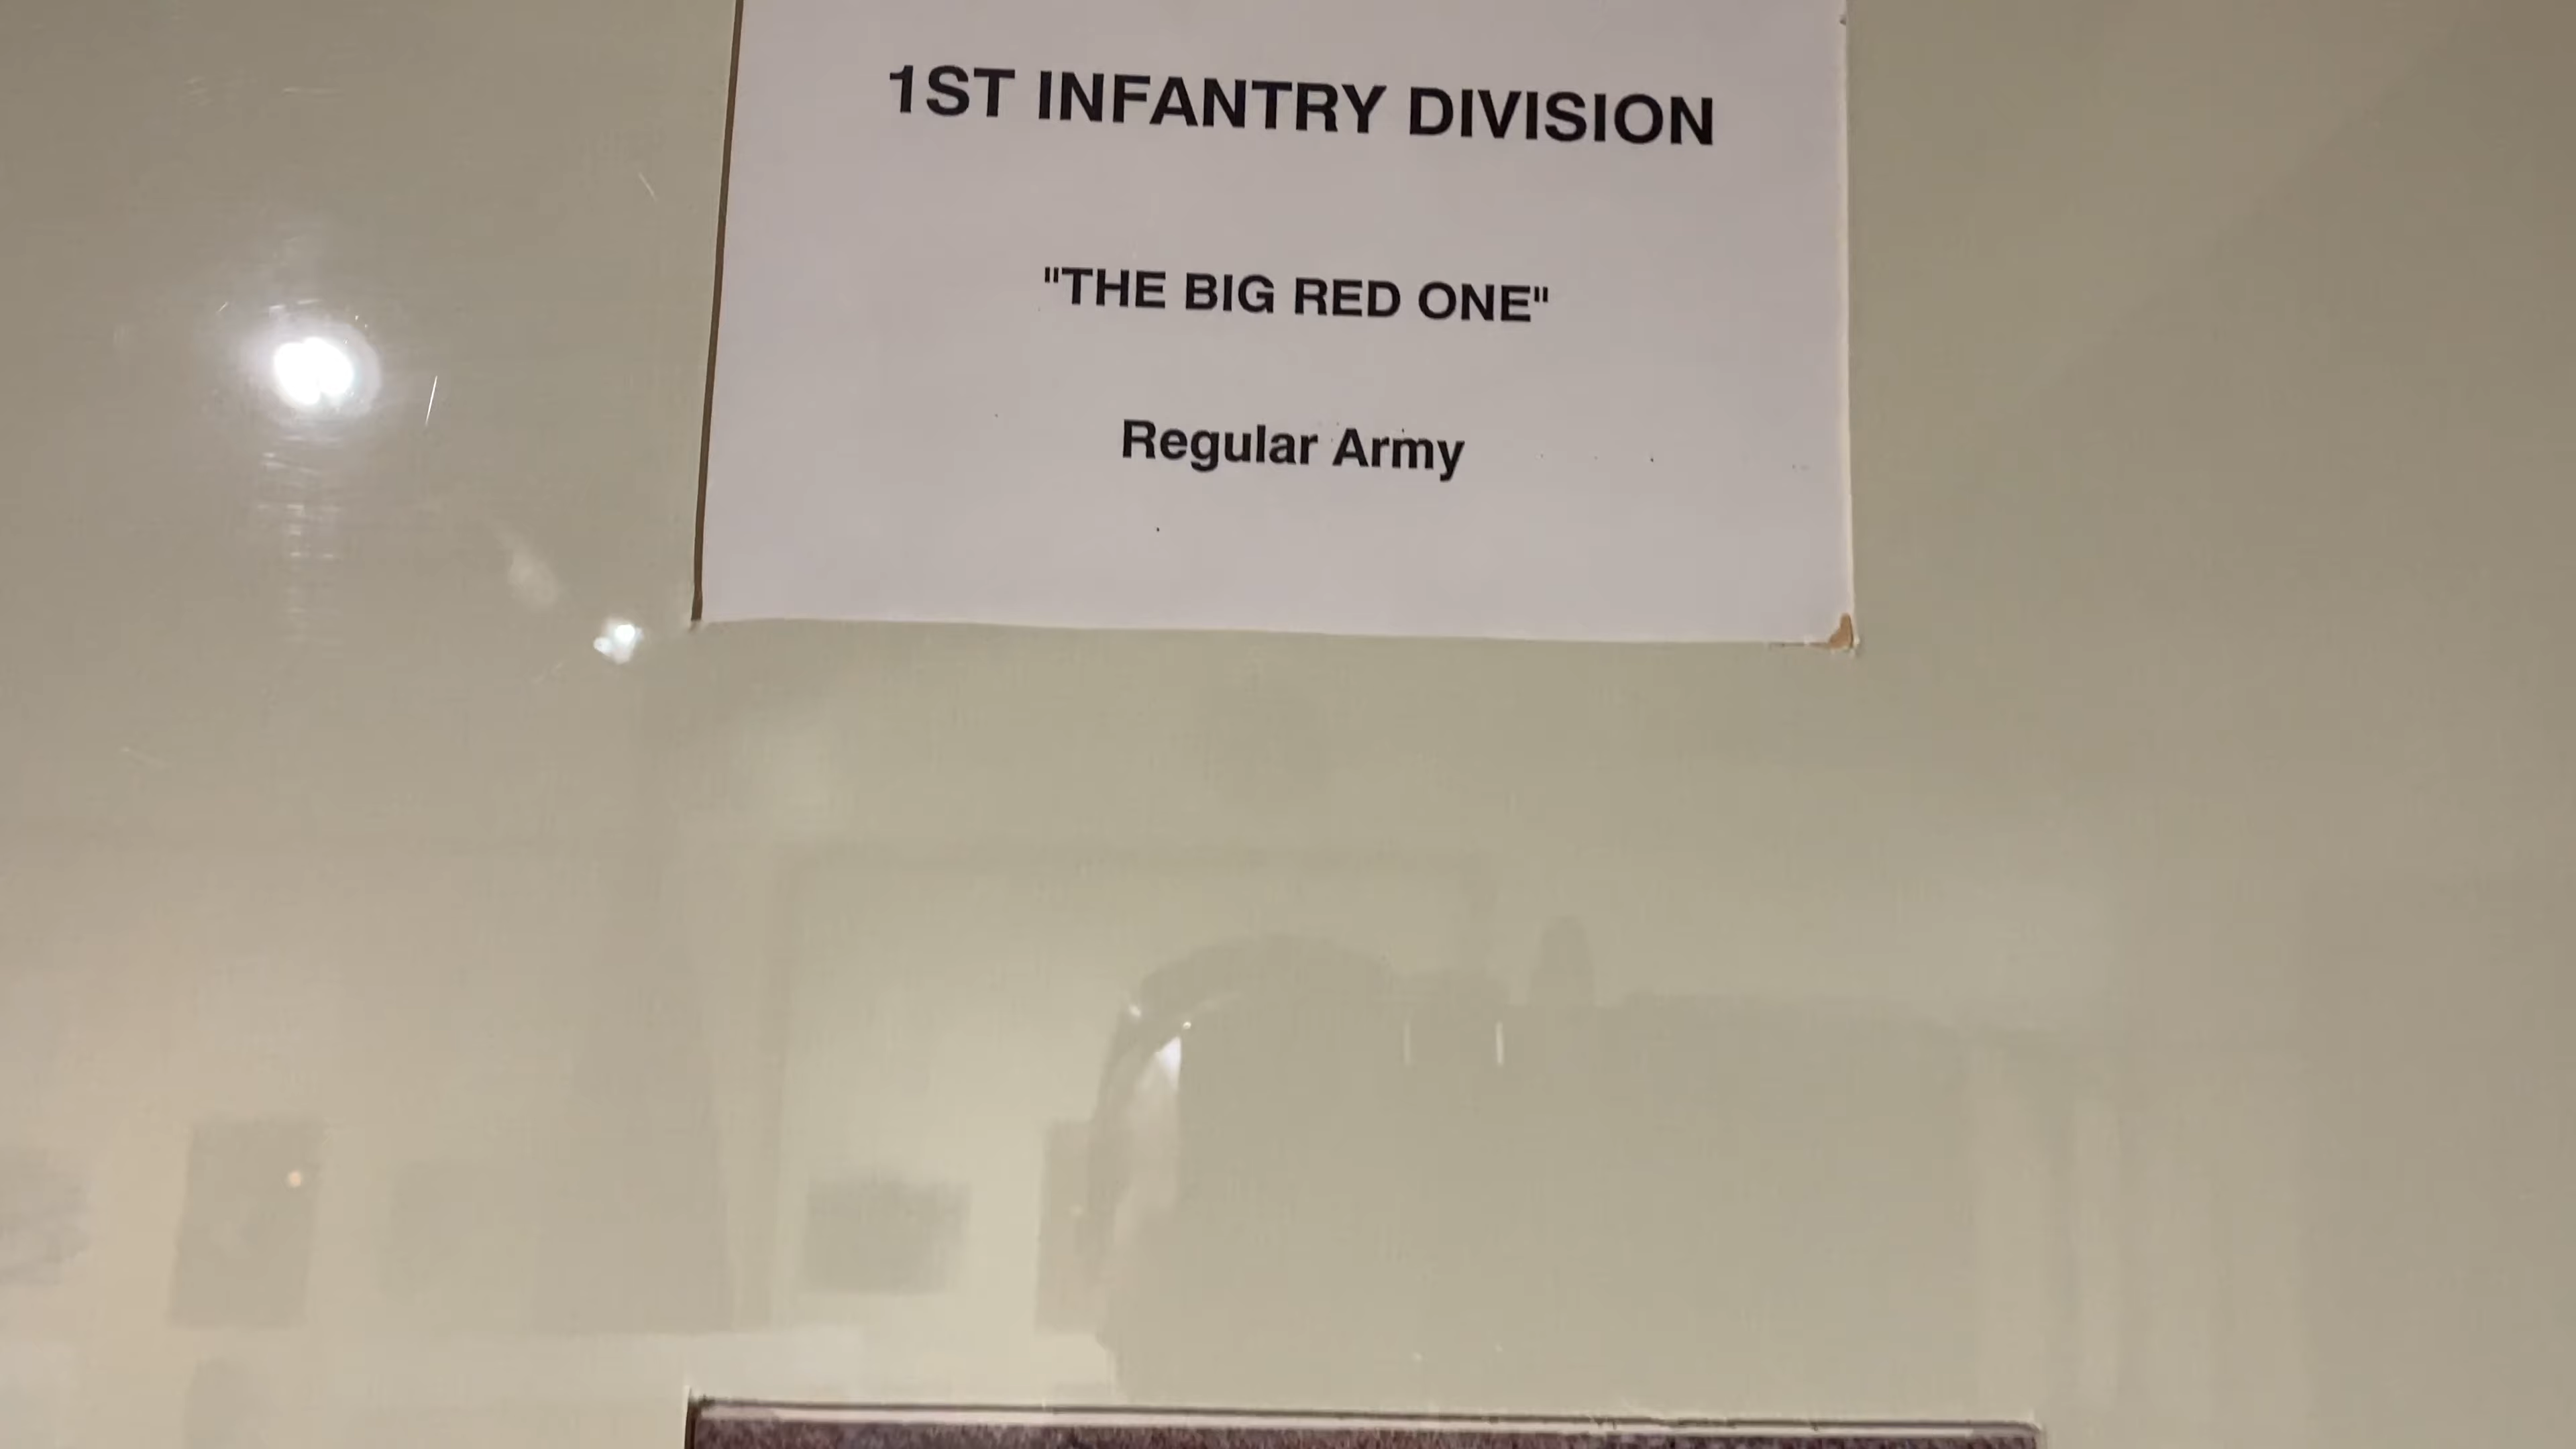 1ST INFANTRY DIVISION
"THE BIG RED ONE"
Regular Army